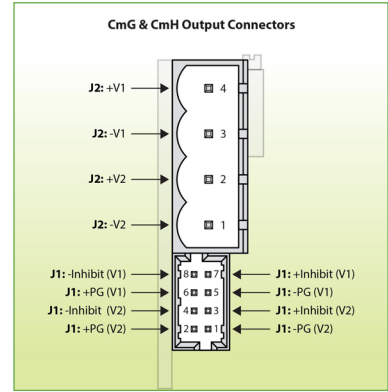 CmG & CmH Output Connectors
J2: +V1 4
J2: -V1 3
J2: +V2 2
J2: -V2 1
J1: -Inhibit (V1) 8 7 J1: +Inhibit (V1)
J1: +PG (V1) 6 5 J1: -PG (V1)
J1: -Inhibit (V2) 4 3 J1: +Inhibit (V2)
J1: +PG (V2) 2 1 J1: -PG (V2)